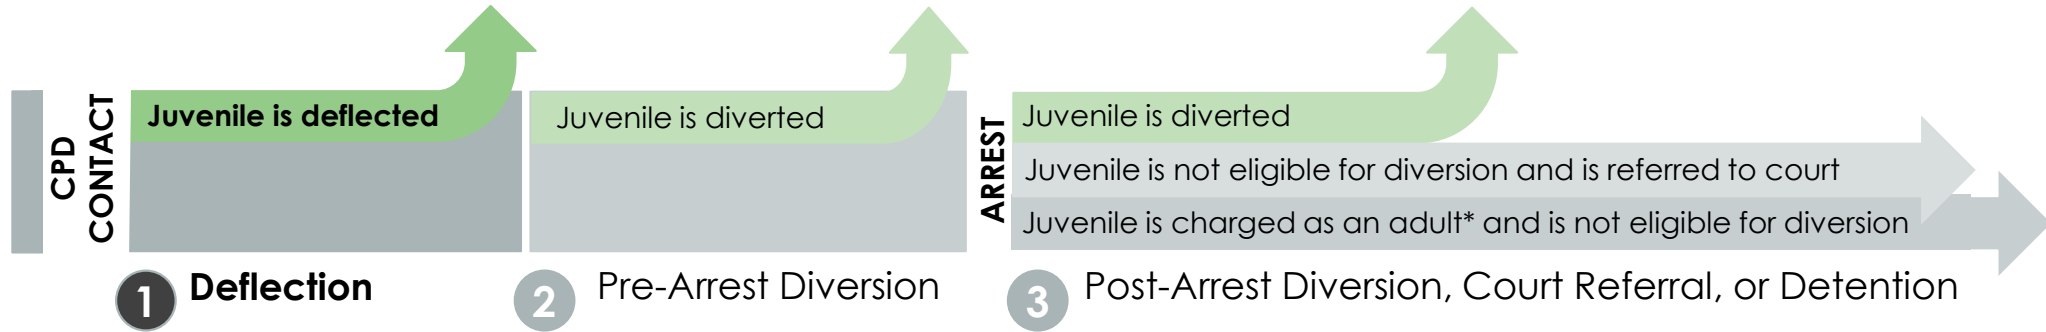 CPD
CONTACT
Juvenile is deflected
Juvenile is diverted
ARREST
Juvenile is diverted
Juvenile is not eligible for diversion and is referred to court
Juvenile is charged as an adult* and is not eligible for diversion
1 Deflection
2 Pre-Arrest Diversion
3 Post-Arrest Diversion, Court Referral, or Detention